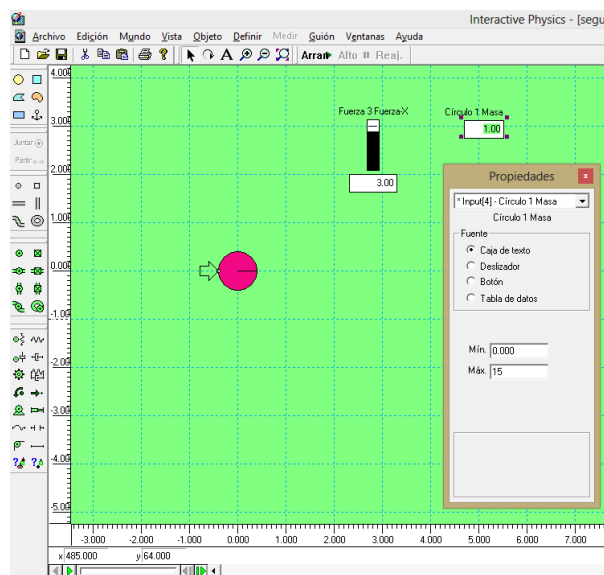 Interactive Physics - [segu
Archivo Edición Mundo Vista Objeto Definir Medir Guión Ventanas Ayuda
A Arran Alto Reaj.
Juntar
Partir
4.000
3.000
2.000
1.000
0.000
-1.000
-2.000
-3.000
-4.000
-5.000
Fuerza 3 Fuerza-X
3.00
Círculo 1 Masa
1.00
Propiedades
x
* Input[4] - Círculo 1 Masa
Círculo 1 Masa
Fuente
Caja de texto
Deslizador
Botón
Tabla de datos
Mín. 0.000
Máx. 15
-3.000 -2.000 -1.000 0.000 1.000 2.000 3.000 4.000 5.000 6.000 7.000
x 485.000 y 64.000